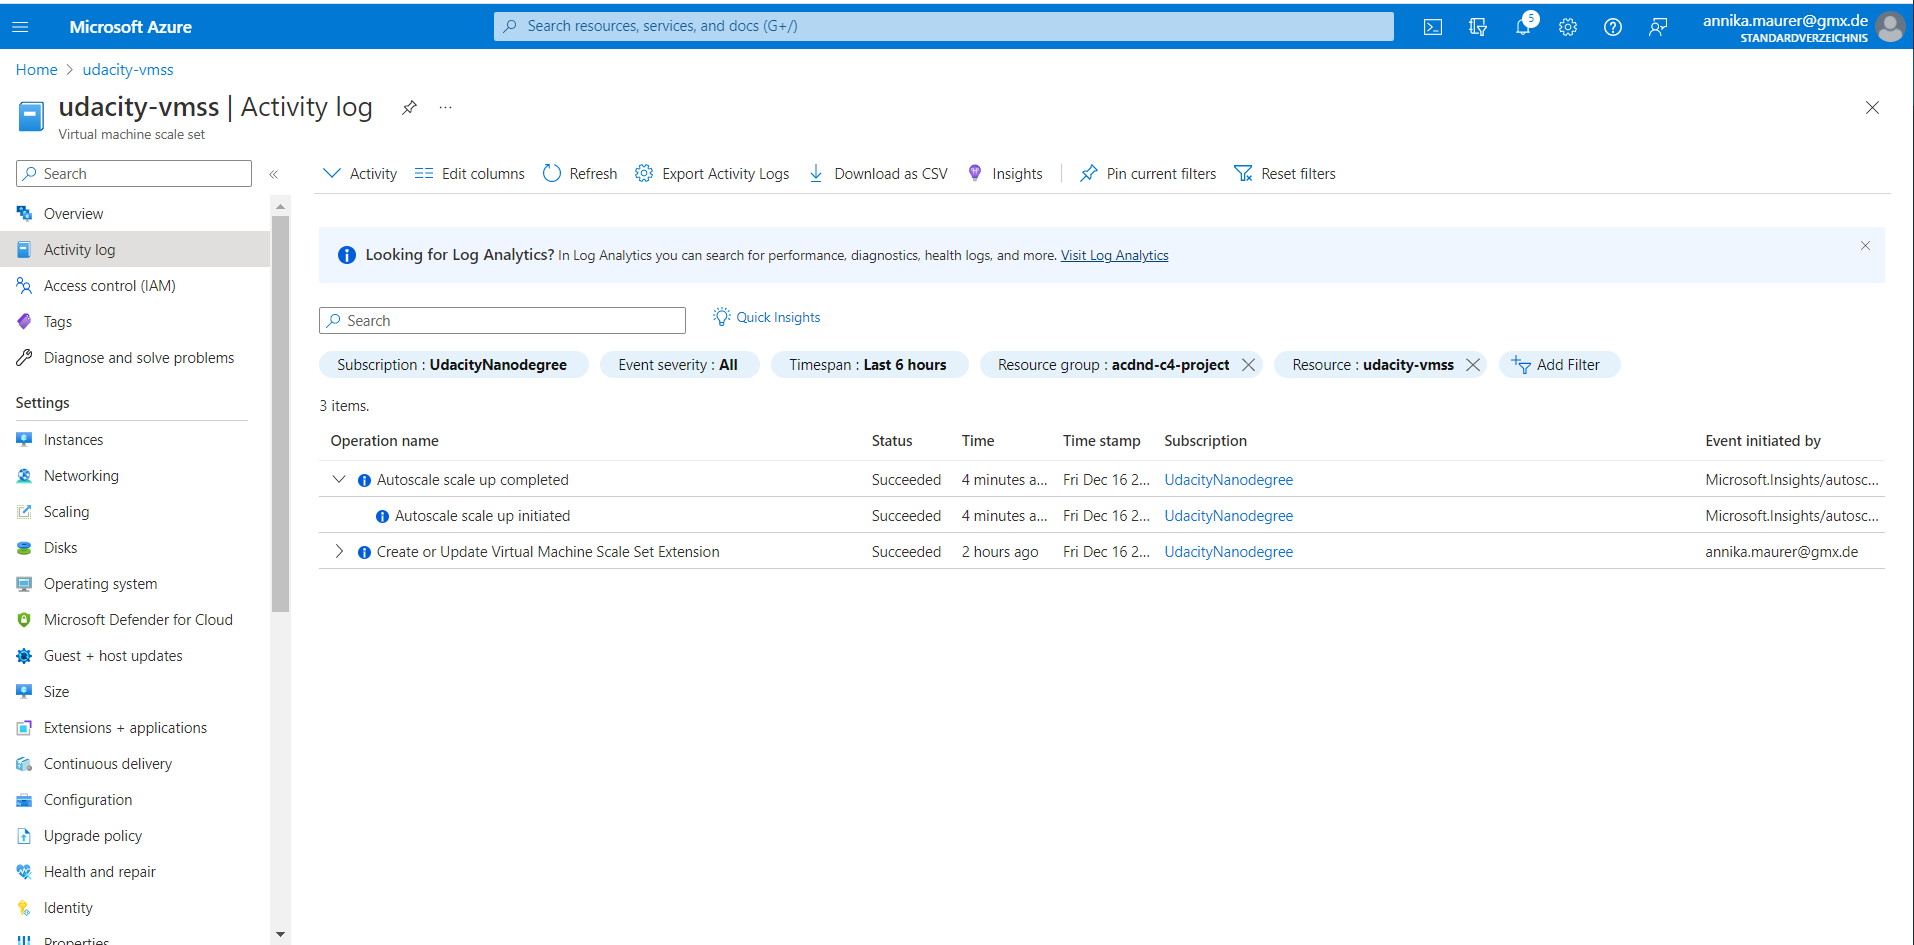 Microsoft Azure
Search resources, services, and docs (G+/)
5
annika.maurer@gmx.de
STANDARDVERZEICHNIS
Home > udacity-vmss
udacity-vmss | Activity log
...
Virtual machine scale set
Search
«
Activity
Edit columns
Refresh
Export Activity Logs
Download as CSV
Insights
Pin current filters
Reset filters
Overview
Activity log
Access control (IAM)
Tags
Diagnose and solve problems
Settings
Instances
Networking
Scaling
Disks
Operating system
Microsoft Defender for Cloud
Guest + host updates
Size
Extensions + applications
Continuous delivery
Configuration
Upgrade policy
Health and repair
Identity
Properties
Looking for Log Analytics? In Log Analytics you can search for performance, diagnostics, health logs, and more. Visit Log Analytics
Search
Quick Insights
Subscription : UdacityNanodegree
Event severity : All
Timespan : Last 6 hours
Resource group : acdnd-c4-project
Resource : udacity-vmss
Add Filter
3 items.
Operation name Status Time Time stamp Subscription Event initiated by
Autoscale scale up completed Succeeded 4 minutes a... Fri Dec 16 2... UdacityNanodegree Microsoft.Insights/autosc...
Autoscale scale up initiated Succeeded 4 minutes a... Fri Dec 16 2... UdacityNanodegree Microsoft.Insights/autosc...
Create or Update Virtual Machine Scale Set Extension Succeeded 2 hours ago Fri Dec 16 2... UdacityNanodegree annika.maurer@gmx.de